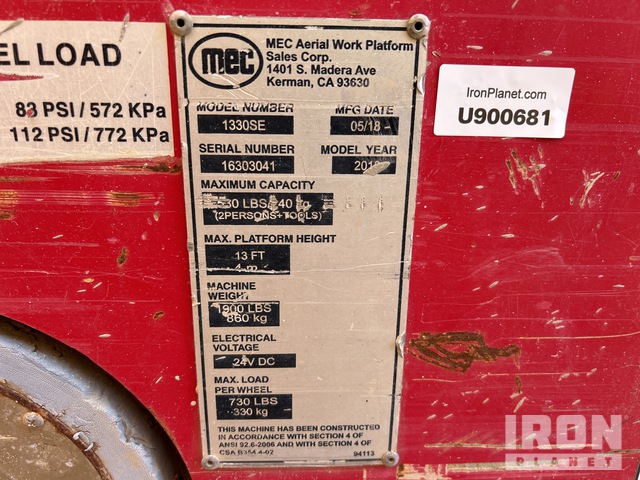 EL LOAD
83 PSI / 572 KPa
112 PSI / 772 KPa
mec
MEC Aerial Work Platform
Sales Corp.
1401 S. Madera Ave
Kerman, CA 93630
MODEL NUMBER MFG DATE
1330SE 05/18
SERIAL NUMBER MODEL YEAR
16303041
MAXIMUM CAPACITY
LBS
(2PERSONS+TOOLS)
MAX. PLATFORM HEIGHT
13 FT
4 m
MACHINE
WEIGHT
1900 LBS
860 kg
ELECTRICAL
VOLTAGE
24V DC
MAX. LOAD
PER WHEEL
730 LBS
330 kg
THIS MACHINE HAS BEEN CONSTRUCTED
IN ACCORDANCE WITH SECTION 4 OF
ANSI 92.6-2006 AND WITH SECTION 4 OF
CSA B354.4-02 94113
IronPlanet.com
U900681
IRON
PLANET